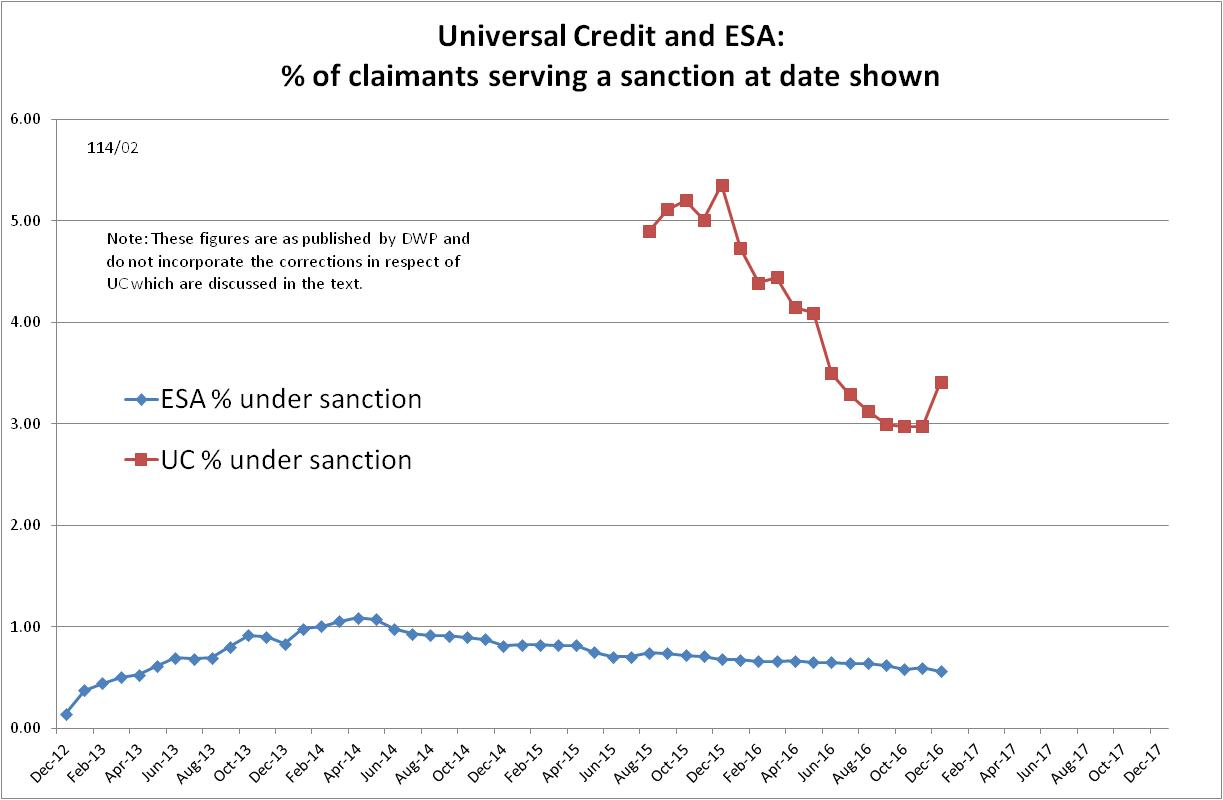 Universal Credit and ESA:
% of claimants serving a sanction at date shown
6.00
114/02
5.00
Note: These figures are as published by DWP and
do not incorporate the corrections in respect of
UC which are discussed in the text.
4.00
ESA % under sanction
3.00
UC % under sanction
2.00
1.00
0.00
Dec-12
Feb-13
Apr-13
Jun-13
Aug-13
Oct-13
Dec-13
Feb-14
Apr-14
Jun-14
Aug-14
Oct-14
Dec-14
Feb-15
Apr-15
Jun-15
Aug-15
Oct-15
Dec-15
Feb-16
Apr-16
Jun-16
Aug-16
Oct-16
Dec-16
Feb-17
Apr-17
Jun-17
Aug-17
Oct-17
Dec-17